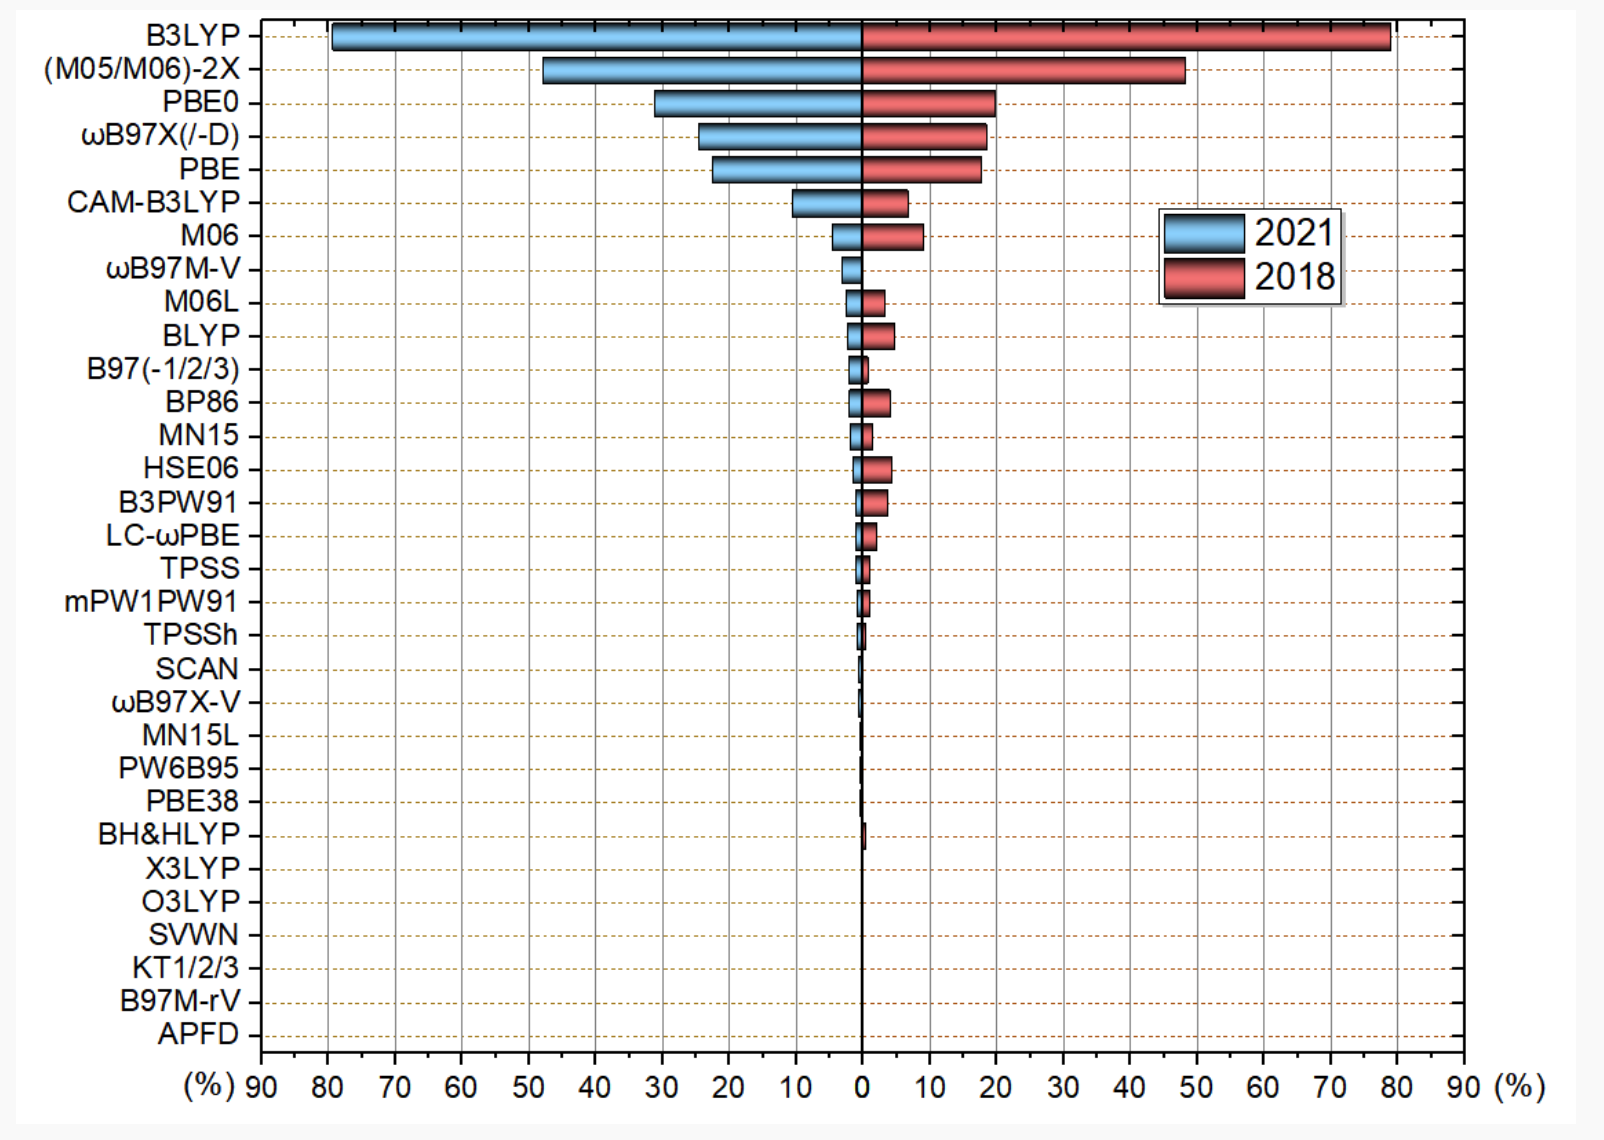 B3LYP
(M05/M06)-2X
PBE0
ωB97X(/-D)
PBE
CAM-B3LYP
M06
ωB97M-V
M06L
BLYP
B97(-1/2/3)
BP86
MN15
HSE06
B3PW91
LC-ωPBE
TPSS
mPW1PW91
TPSSh
SCAN
ωB97X-V
MN15L
PW6B95
PBE38
BH&HLYP
X3LYP
O3LYP
SVWN
KT1/2/3
B97M-rV
APFD
2021
2018
(%) 90 80 70 60 50 40 30 20 10 0 10 20 30 40 50 60 70 80 90 (%)